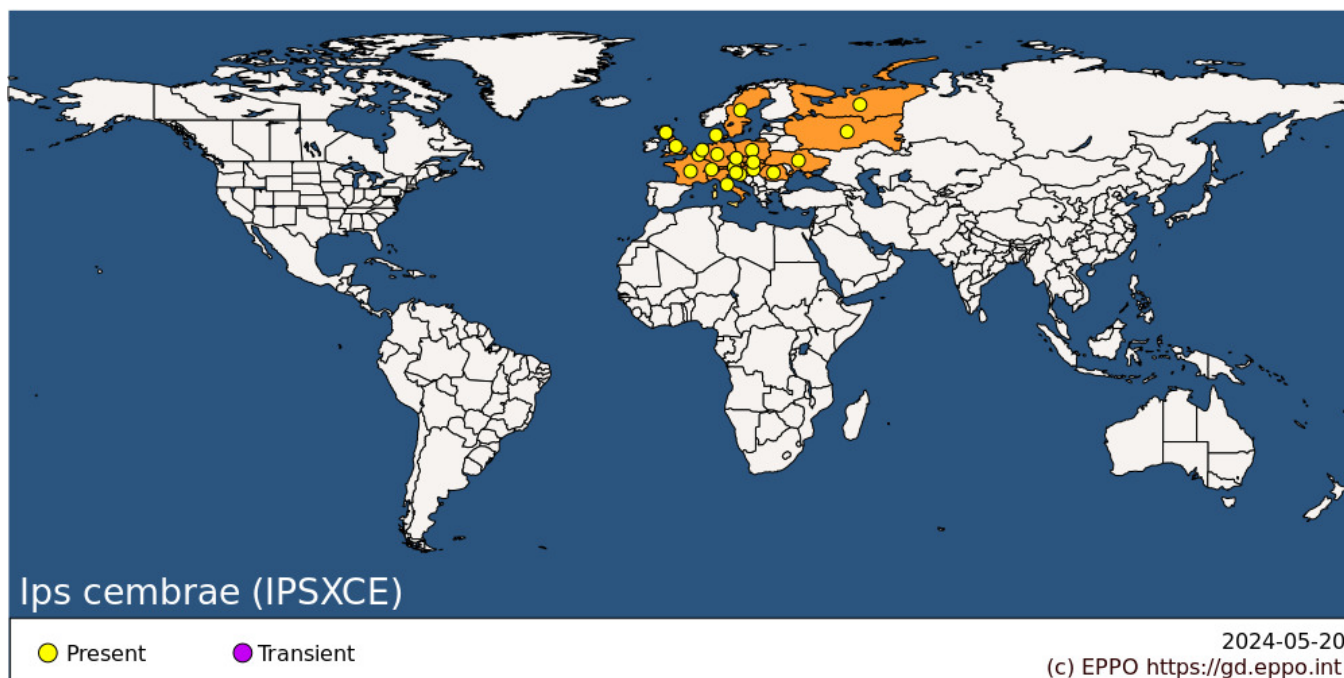 Ips cembrae (IPSXCE)
Present
Transient
2024-05-20
(c) EPPO https://gd.eppo.int